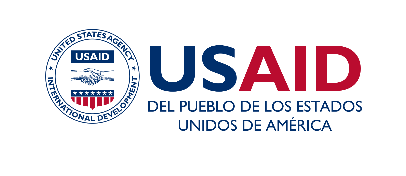 UNITED STATES AGENCY
USAID
INTERNATIONAL DEVELOPMENT
USAID
DEL PUEBLO DE LOS ESTADOS
UNIDOS DE AMÉRICA